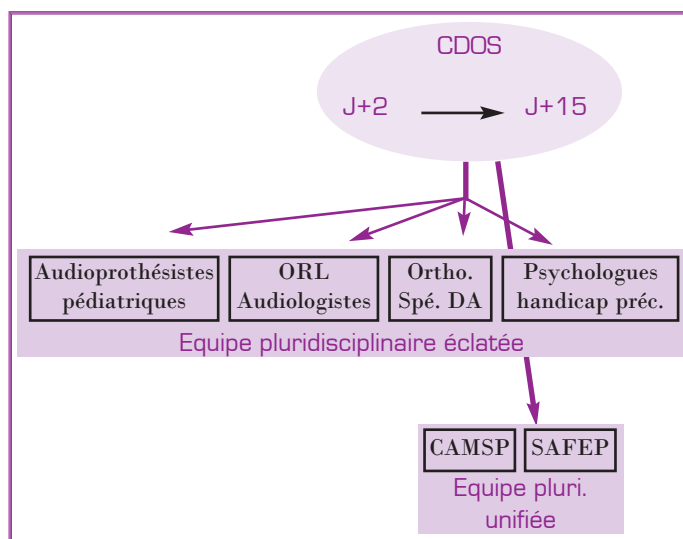 CDOS
J+2
J+15
Audioprothésistes
pédiatriques
ORL
Audiologistes
Ortho.
Spé. DA
Psychologues
handicap préc.
Equipe pluridisciplinaire éclatée
CAMSP
SAFEP
Equipe pluri.
unifiée